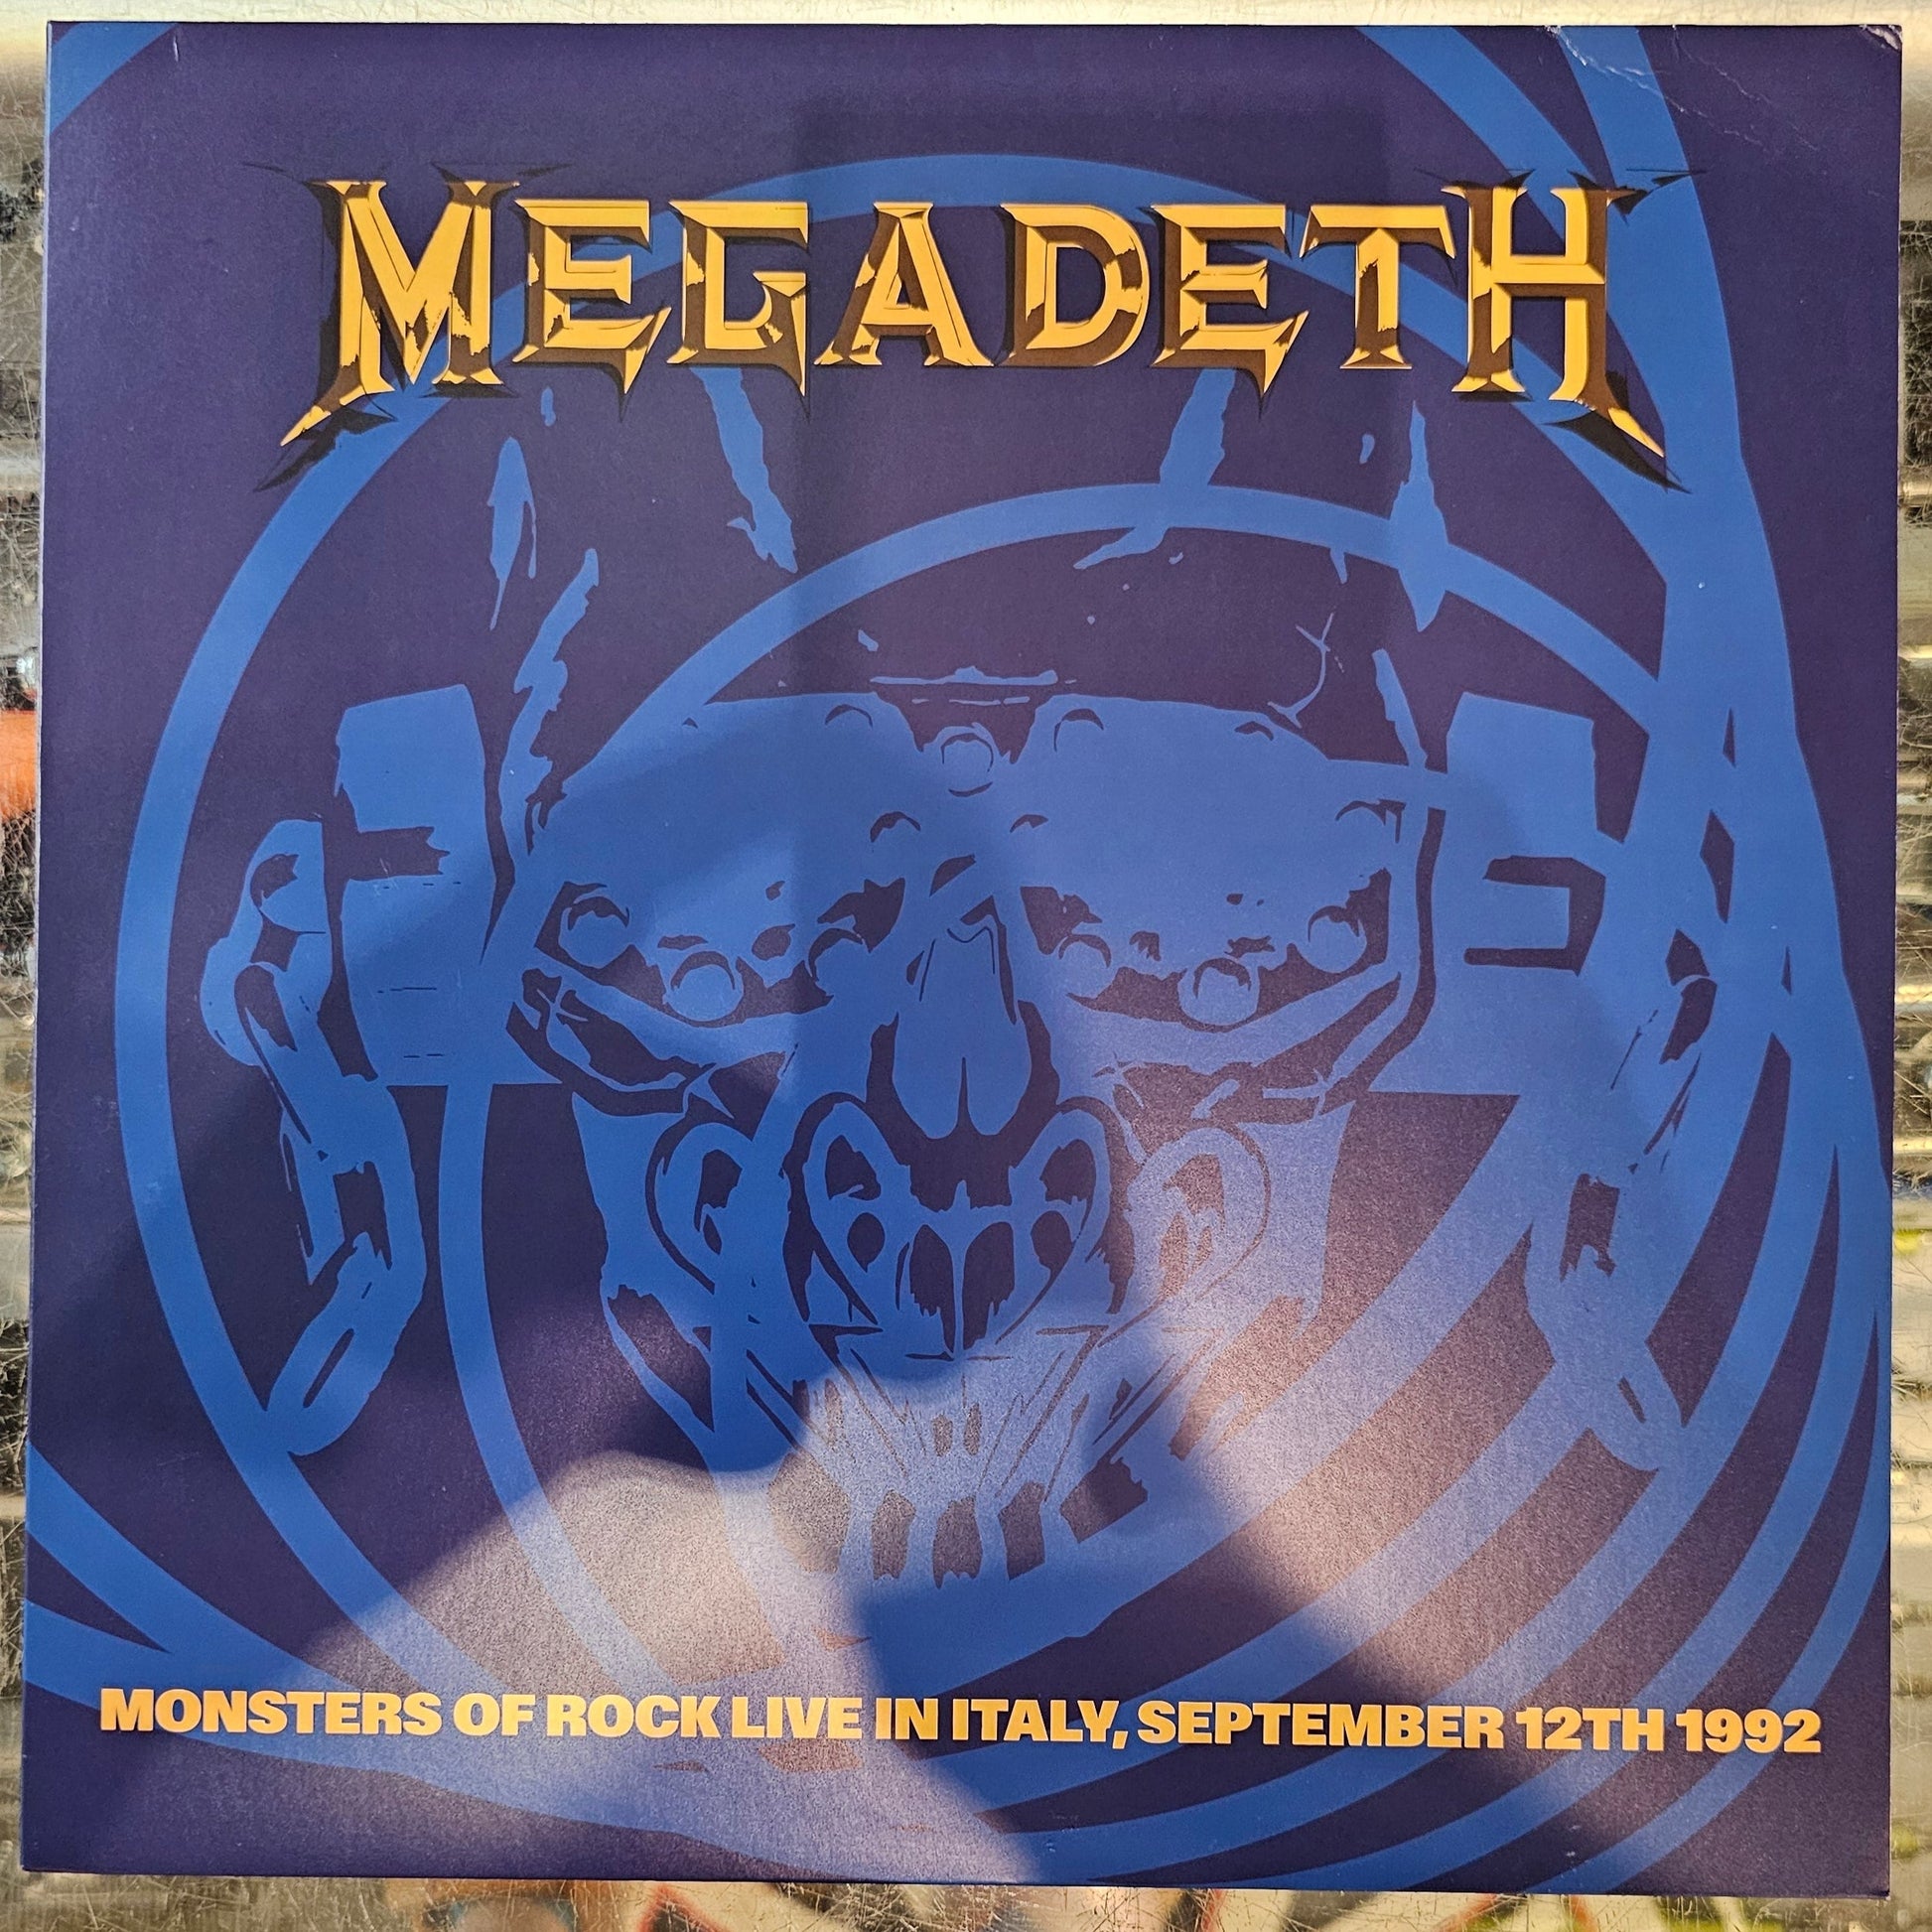 MEGADETH
MONSTERS OF ROCK LIVE IN ITALY, SEPTEMBER 12TH 1992